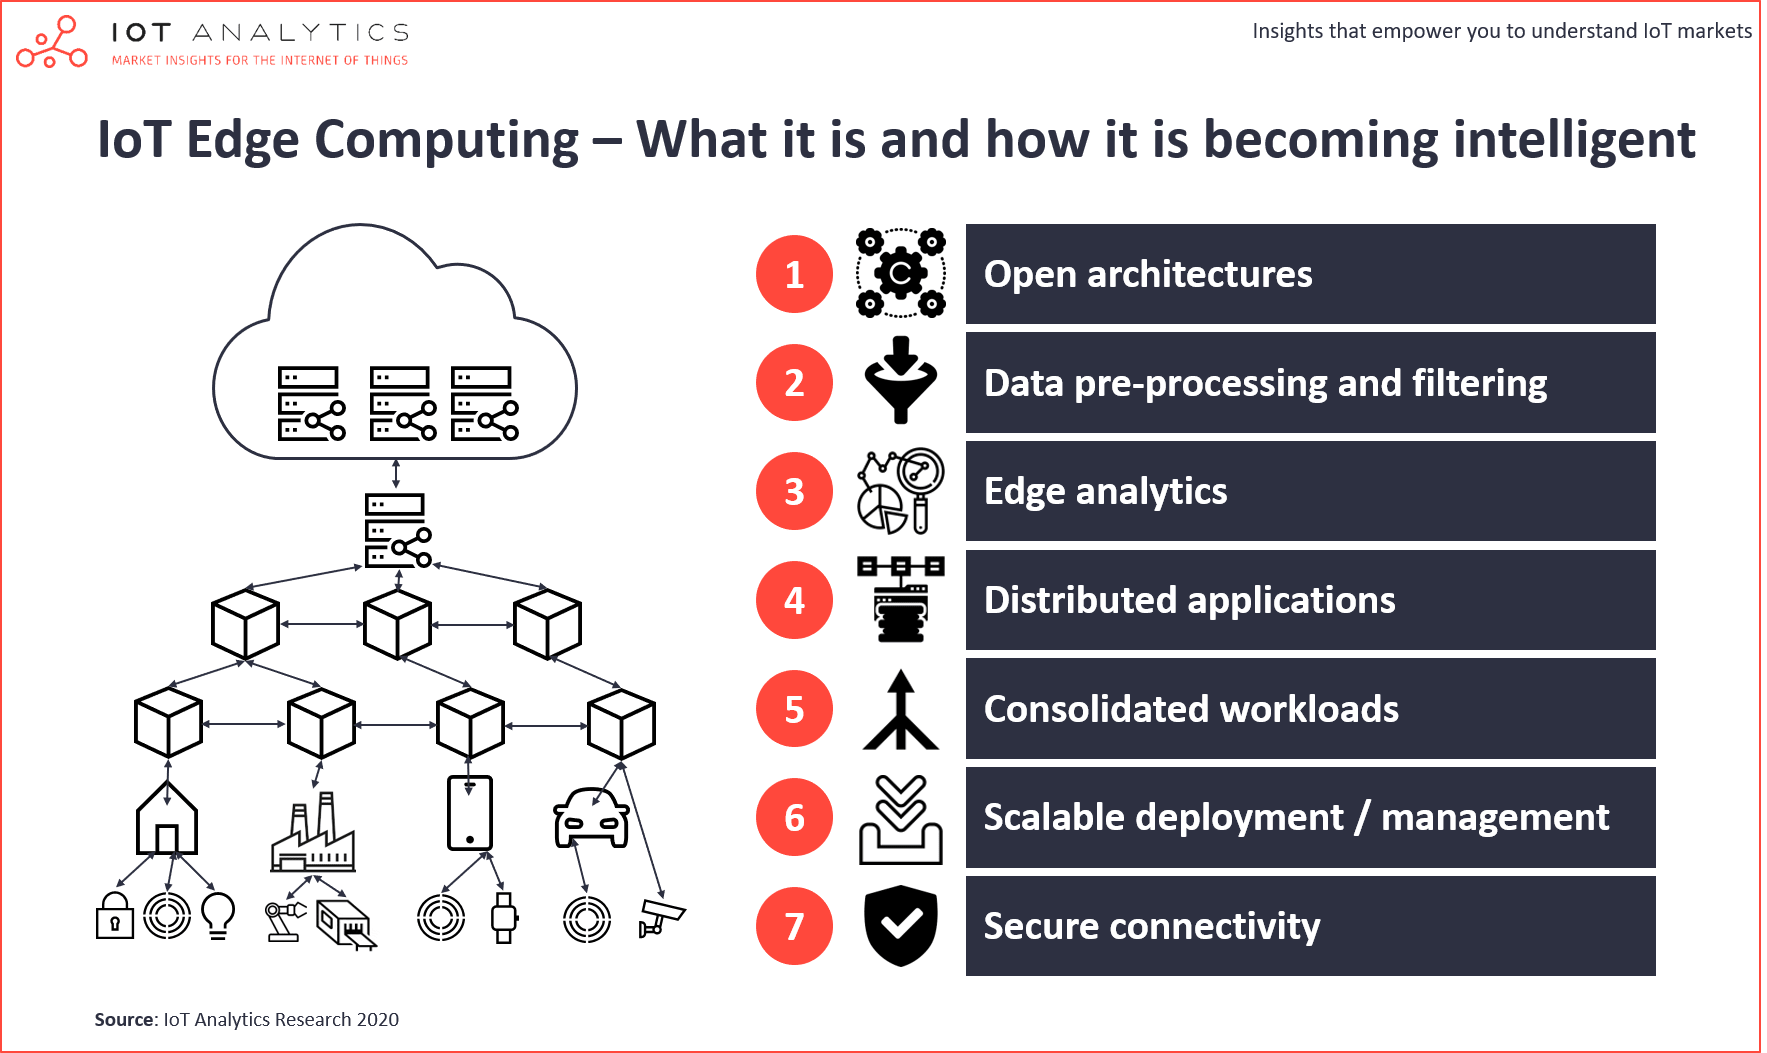 IOT ANALYTICS
MARKET INSIGHTS FOR THE INTERNET OF THINGS
Insights that empower you to understand IoT markets
IoT Edge Computing – What it is and how it is becoming intelligent
1 Open architectures
2 Data pre-processing and filtering
3 Edge analytics
4 Distributed applications
5 Consolidated workloads
6 Scalable deployment / management
7 Secure connectivity
Source: IoT Analytics Research 2020